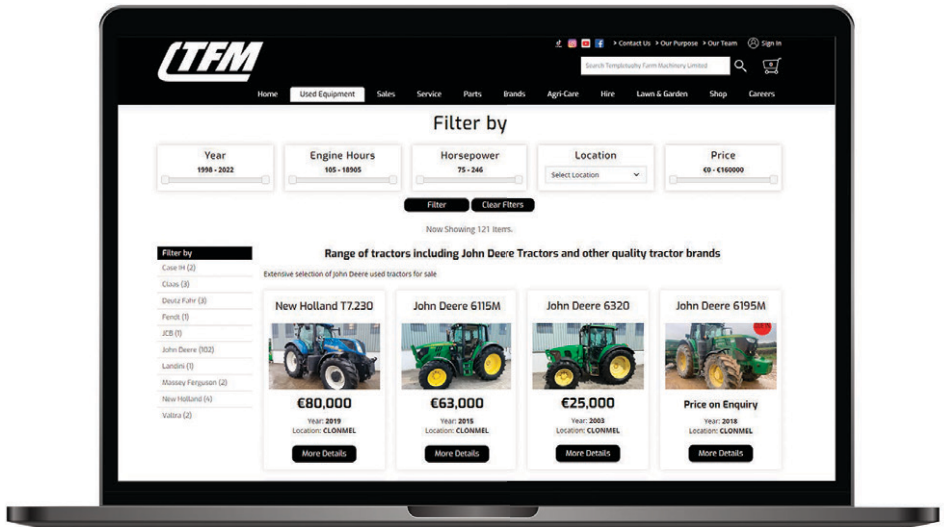 > Contact Us > Our Purpose > Our Team Sign In
TFM
Search Templetuohy Farm Machinery Limited
Home Used Equipment Sales Service Parts Brands Agri-Care Hire Lawn & Garden Shop Careers
Filter by
Year Engine Hours Horsepower Location Price
1998 - 2022 105 - 18905 75 - 246 Select Location €0 - €160000
Filter Clear Flters
Now Showing 121 Items.
Filter by
Case IH (2)
Claas (3)
Deutz Fahr (3)
Fendt (1)
JCB (1)
John Deere (102)
Landini (1)
Massey Ferguson (2)
New Holland (4)
Valtra (2)
Range of tractors including John Deere Tractors and other quality tractor brands
Extensive selection of John Deere used tractors for sale
New Holland T7.230 John Deere 6115M John Deere 6320 John Deere 6195M
€80,000 €63,000 €25,000 Price on Enquiry
Year: 2019 Year: 2015 Year: 2003 Year: 2018
Location: CLONMEL Location: CLONMEL Location: CLONMEL Location: CLONMEL
More Details More Details More Details More Details